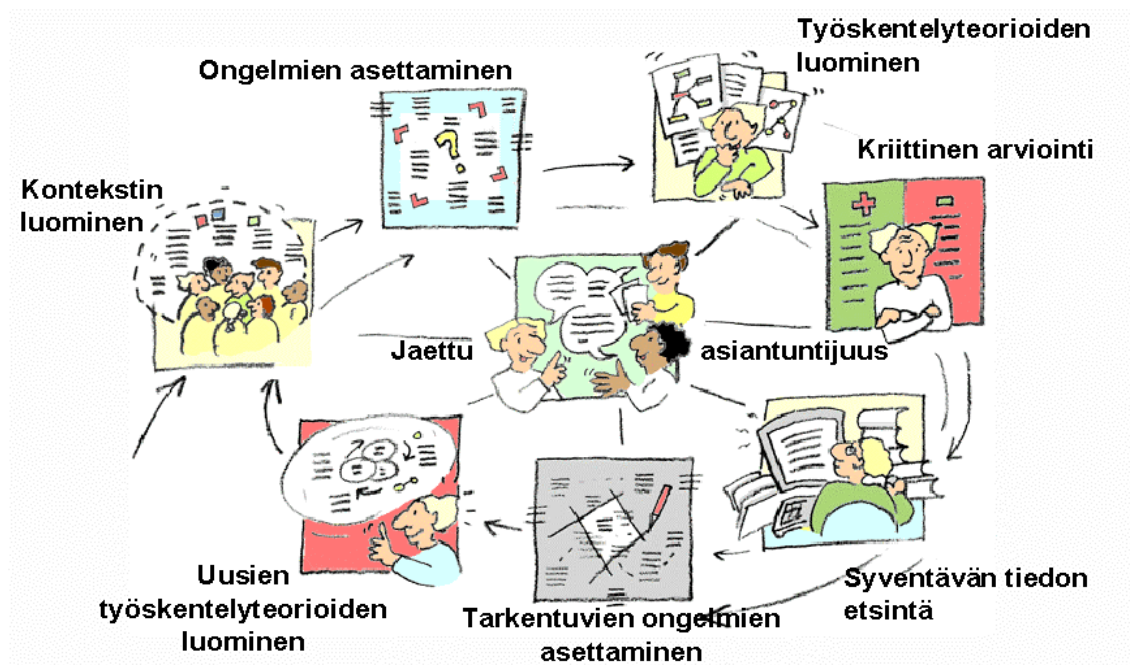 Työskentelyteorioiden
luominen
Ongelmien asettaminen
Kriittinen arviointi
Kontekstin
luominen
?
Jaettu
asiantuntijuus
Syventävän tiedon
etsintä
Uusien
työskentelyteorioiden
luominen
Tarkentuvien ongelmien
asettaminen